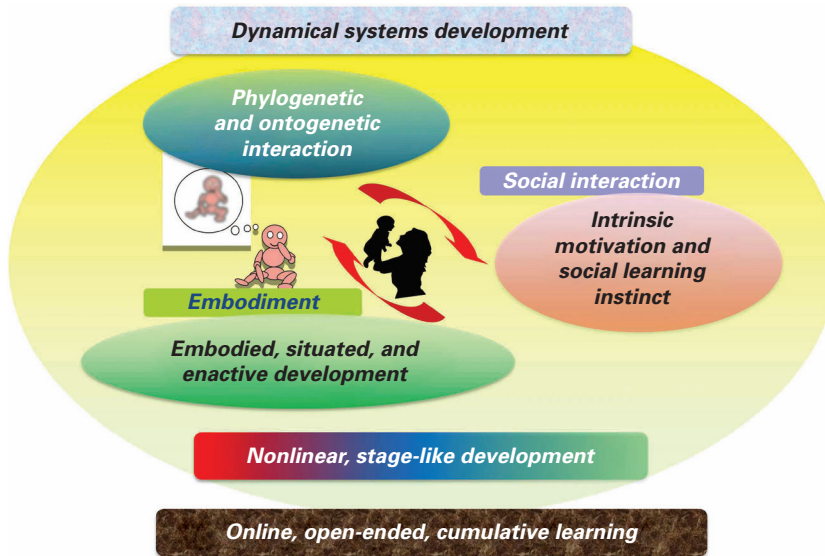 Dynamical systems development
Phylogenetic
and ontogenetic
interaction
Social interaction
Intrinsic
motivation and
social learning
instinct
Embodiment
Embodied, situated, and
enactive development
Nonlinear, stage-like development
Online, open-ended, cumulative learning